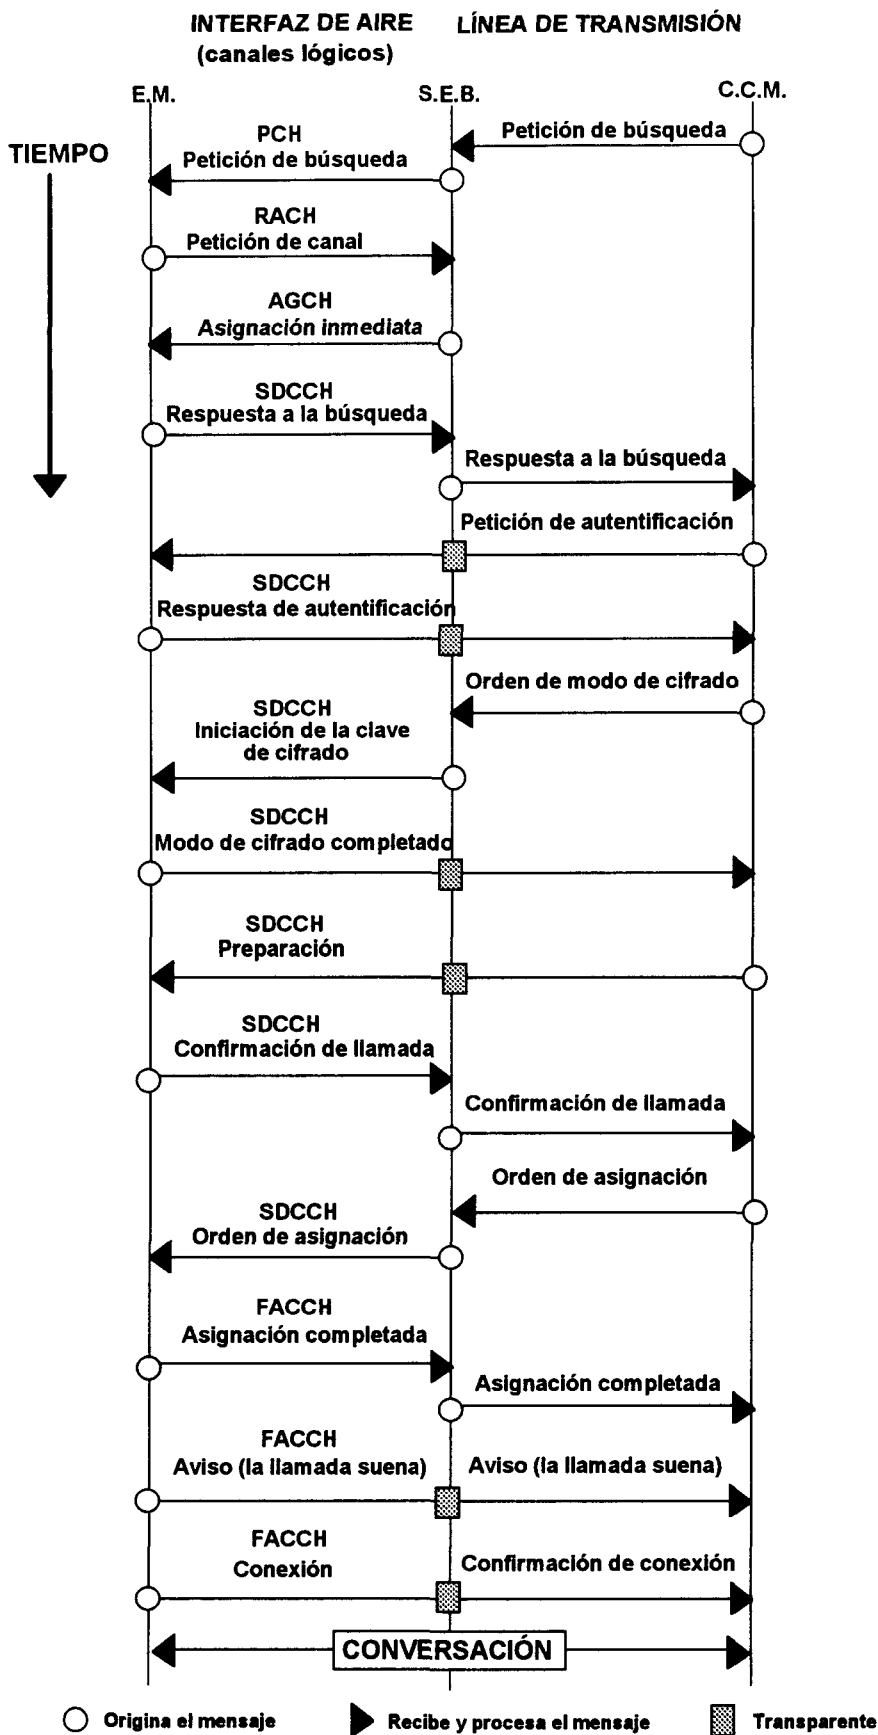 INTERFAZ DE AIRE LÍNEA DE TRANSMISIÓN
(canales lógicos)
E.M. S.E.B. C.C.M.
TIEMPO
Petición de búsqueda
PCH
Petición de búsqueda
RACH
Petición de canal
AGCH
Asignación inmediata
SDCCH
Respuesta a la búsqueda
Respuesta a la búsqueda
Petición de autentificación
SDCCH
Respuesta de autentificación
Orden de modo de cifrado
SDCCH
Iniciación de la clave
de cifrado
SDCCH
Modo de cifrado completado
SDCCH
Preparación
SDCCH
Confirmación de llamada
Confirmación de llamada
Orden de asignación
SDCCH
Orden de asignación
FACCH
Asignación completada
Asignación completada
FACCH
Aviso (la llamada suena) Aviso (la llamada suena)
FACCH
Conexión Confirmación de conexión
CONVERSACIÓN
Origina el mensaje Recibe y procesa el mensaje Transparente